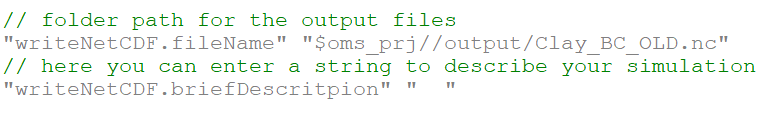 // folder path for the output files
"writeNetCDF.fileName" "$oms_prj//output/Clay_BC_OLD.nc"
// here you can enter a string to describe your simulation
"writeNetCDF.briefDescritpion" "  "